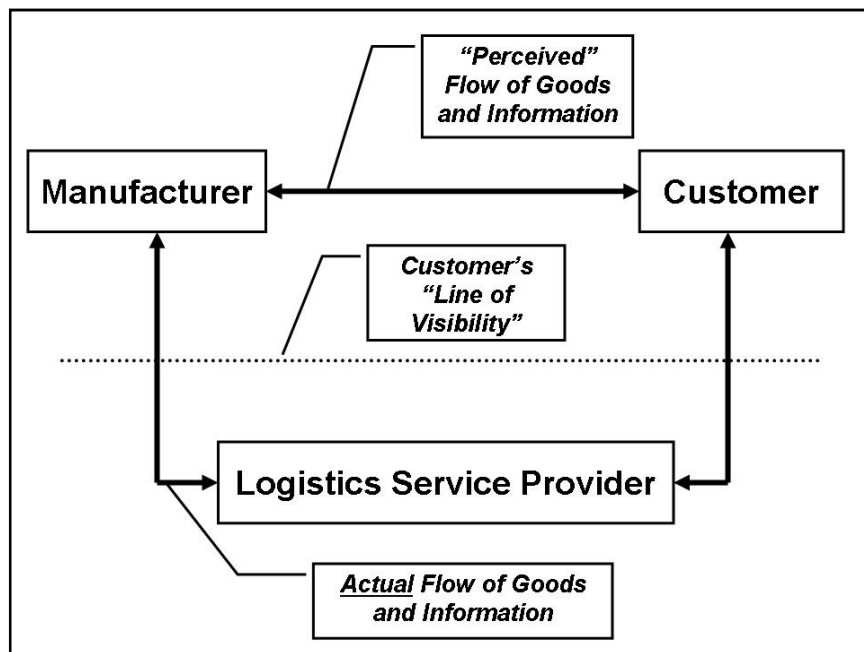 “Perceived”
Flow of Goods
and Information
Manufacturer
Customer
Customer’s
“Line of
Visibility”
Logistics Service Provider
Actual Flow of Goods
and Information